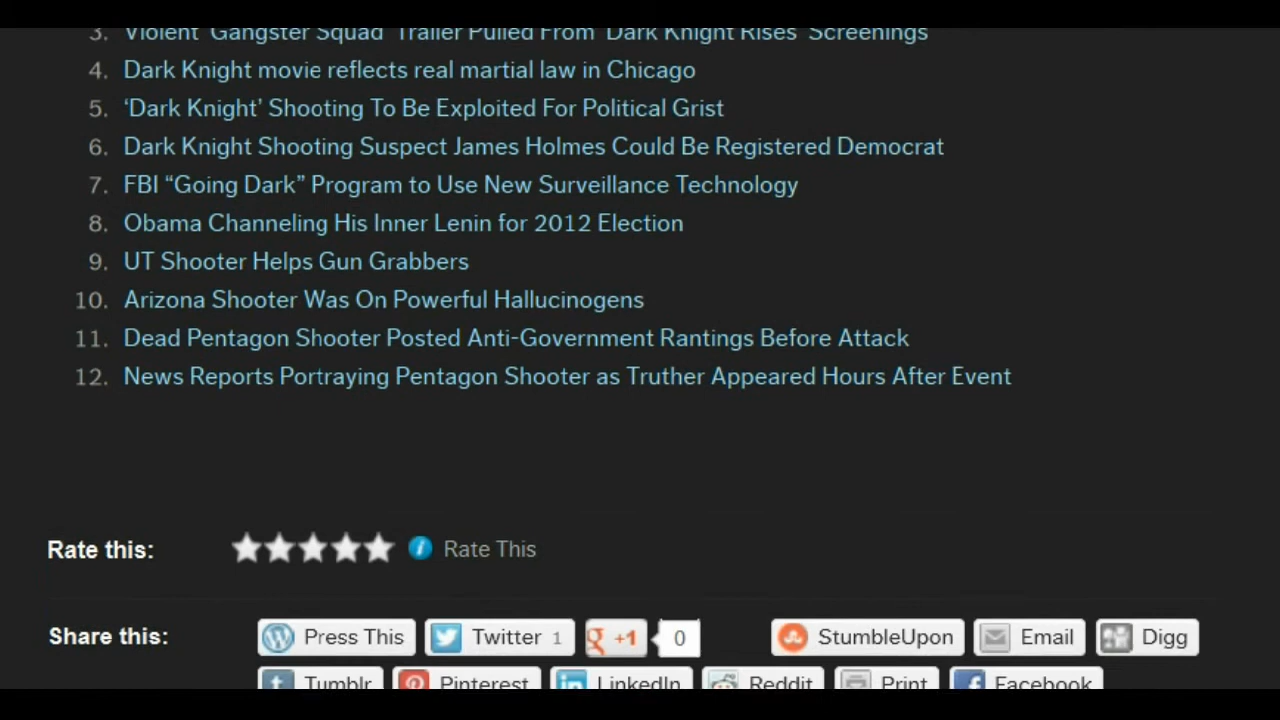 3. Violent ‘Gangster Squad’ Trailer Pulled From ‘Dark Knight Rises’ Screenings
4. Dark Knight movie reflects real martial law in Chicago
5. ‘Dark Knight’ Shooting To Be Exploited For Political Grist
6. Dark Knight Shooting Suspect James Holmes Could Be Registered Democrat
7. FBI “Going Dark” Program to Use New Surveillance Technology
8. Obama Channeling His Inner Lenin for 2012 Election
9. UT Shooter Helps Gun Grabbers
10. Arizona Shooter Was On Powerful Hallucinogens
11. Dead Pentagon Shooter Posted Anti-Government Rantings Before Attack
12. News Reports Portraying Pentagon Shooter as Truther Appeared Hours After Event
Rate this: i Rate This
Share this: Press This Twitter 1 +1 0 StumbleUpon Email Digg
Tumblr Pinterest LinkedIn Reddit Print Facebook